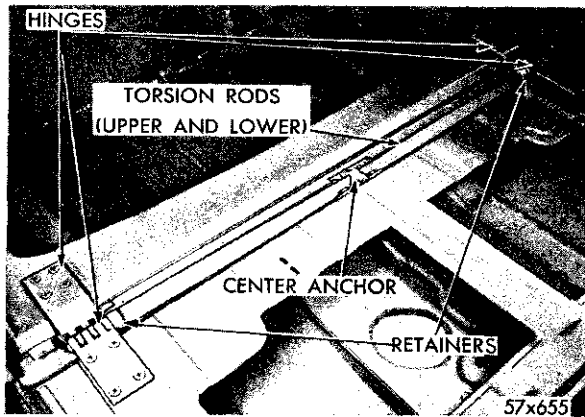 HINGES
TORSION RODS
(UPPER AND LOWER)
CENTER ANCHOR
RETAINERS
57x655